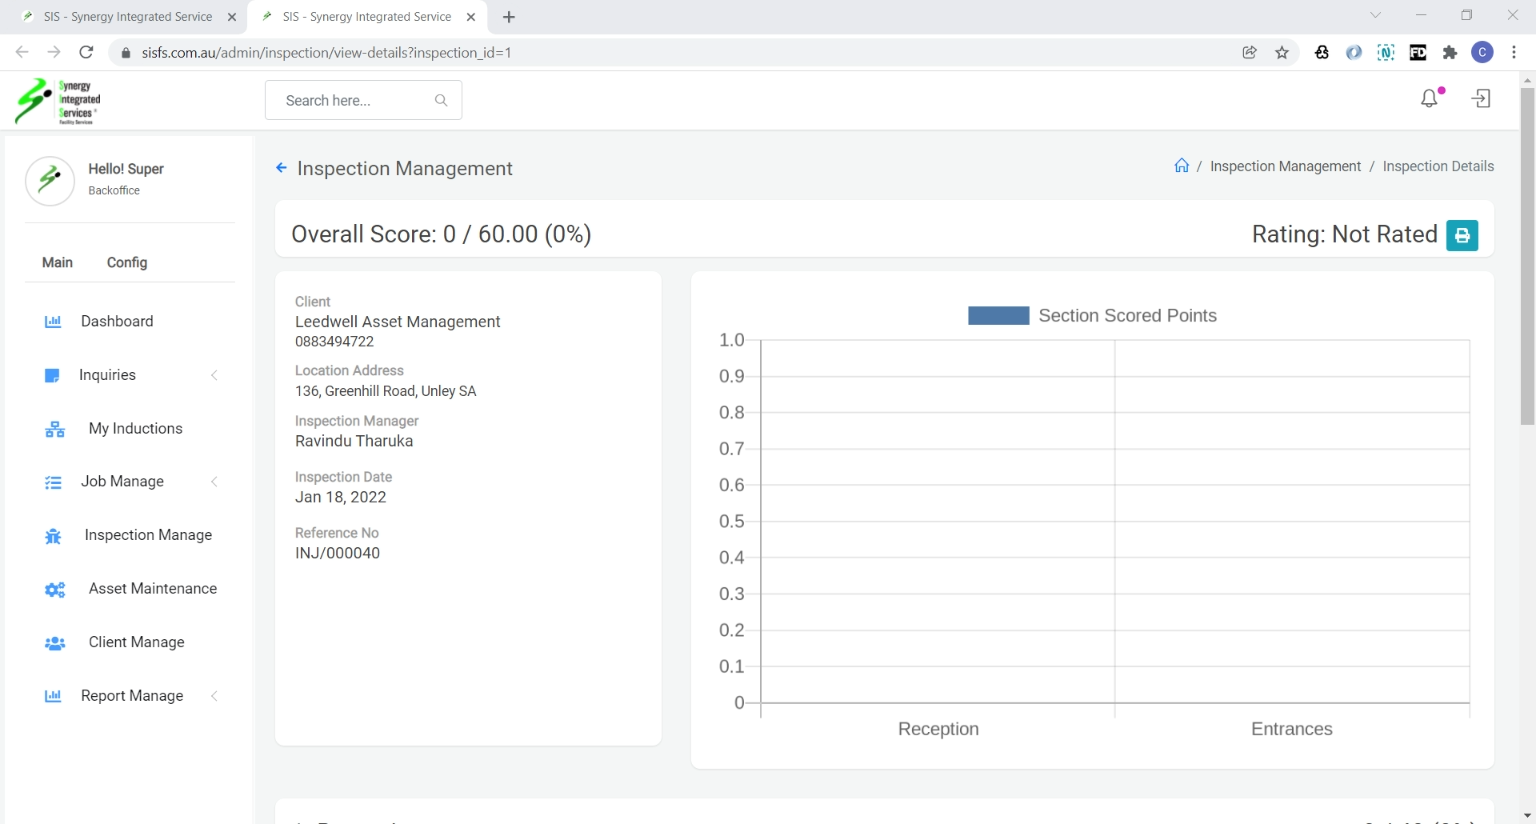 SIS - Synergy Integrated Service
SIS - Synergy Integrated Service
sisfs.com.au/admin/inspection/view-details?inspection_id=1
C
Synergy
Integrated
Services
Facility Services
Search here...
Hello! Super
Backoffice
Main Config
Dashboard
Inquiries
My Inductions
Job Manage
Inspection Manage
Asset Maintenance
Client Manage
Report Manage
Inspection Management
/ Inspection Management / Inspection Details
Overall Score: 0 / 60.00 (0%)
Rating: Not Rated
Client
Leedwell Asset Management
0883494722
Location Address
136, Greenhill Road, Unley SA
Inspection Manager
Ravindu Tharuka
Inspection Date
Jan 18, 2022
Reference No
INJ/000040
Section Scored Points
1.0
0.9
0.8
0.7
0.6
0.5
0.4
0.3
0.2
0.1
0
Reception Entrances